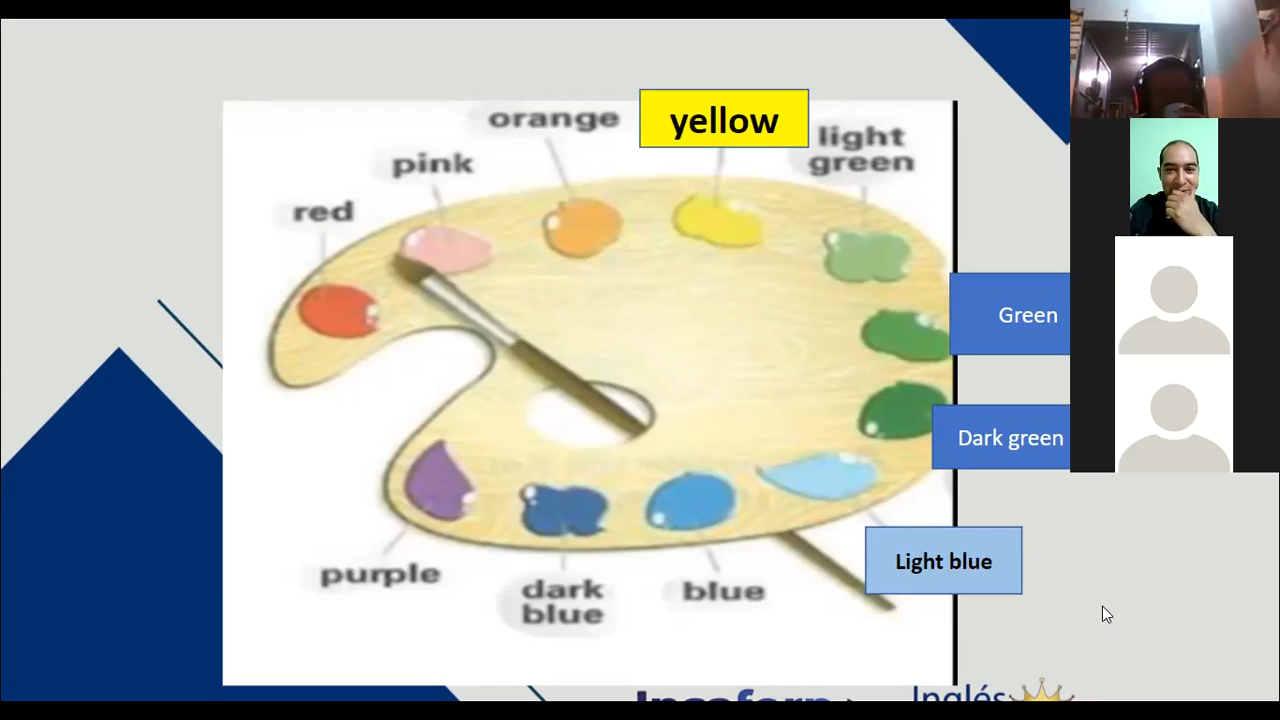 orange
yellow
light
green
pink
red
Green
Dark green
Light blue
purple
dark
blue
blue
Inglés